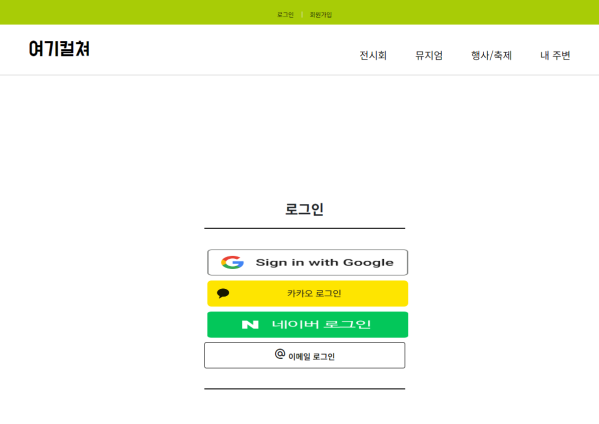 로그인 | 회원가입
여기컬쳐
전시회 뮤지엄 행사/축제 내 주변
로그인
Sign in with Google
카카오 로그인
네이버 로그인
@ 이메일 로그인